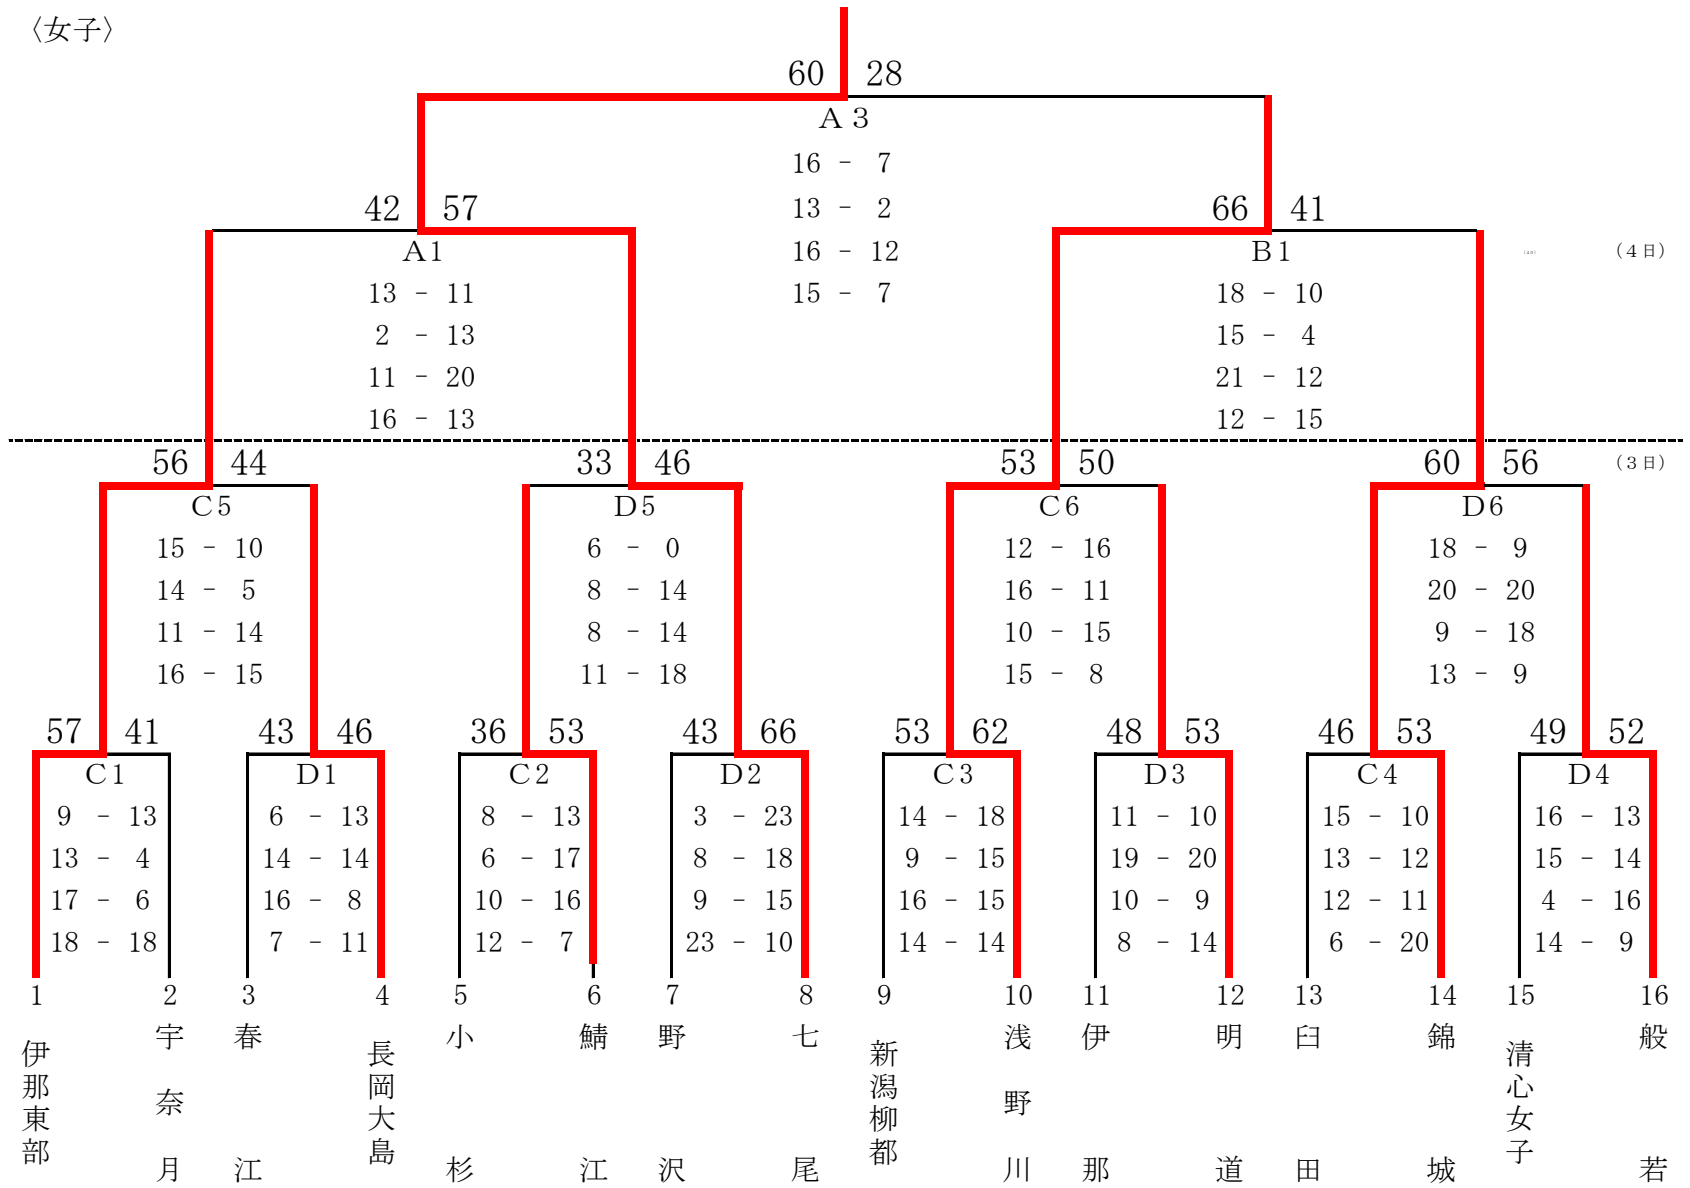 〈女子〉
60 28
A3
16 - 7
13 - 2
16 - 12
15 - 7
42 57
A1
13 - 11
2 - 13
11 - 20
16 - 13
66 41
B1
18 - 10
15 - 4
21 - 12
12 - 15
（４日）
（３日）
56 44
C5
15 - 10
14 - 5
11 - 14
16 - 15
33 46
D5
6 - 0
8 - 14
8 - 14
11 - 18
53 50
C6
12 - 16
16 - 11
10 - 15
15 - 8
60 56
D6
18 - 9
20 - 20
9 - 18
13 - 9
57 41
C1
9 - 13
13 - 4
17 - 6
18 - 18
43 46
D1
6 - 13
14 - 14
16 - 8
7 - 11
36 53
C2
8 - 13
6 - 17
10 - 16
12 - 7
43 66
D2
3 - 23
8 - 18
9 - 15
23 - 10
53 62
C3
14 - 18
9 - 15
16 - 15
14 - 14
48 53
D3
11 - 10
19 - 20
10 - 9
8 - 14
46 53
C4
15 - 10
13 - 12
12 - 11
6 - 20
49 52
D4
16 - 13
15 - 14
4 - 16
14 - 9
1 2 3 4 5 6 7 8 9 10 11 12 13 14 15 16
伊那東部
宇奈月
春江
長岡大島
小杉
鯖江
野沢
七尾
新潟柳都
浅野川
伊那
明道
臼田
錦城
清心女子
般若